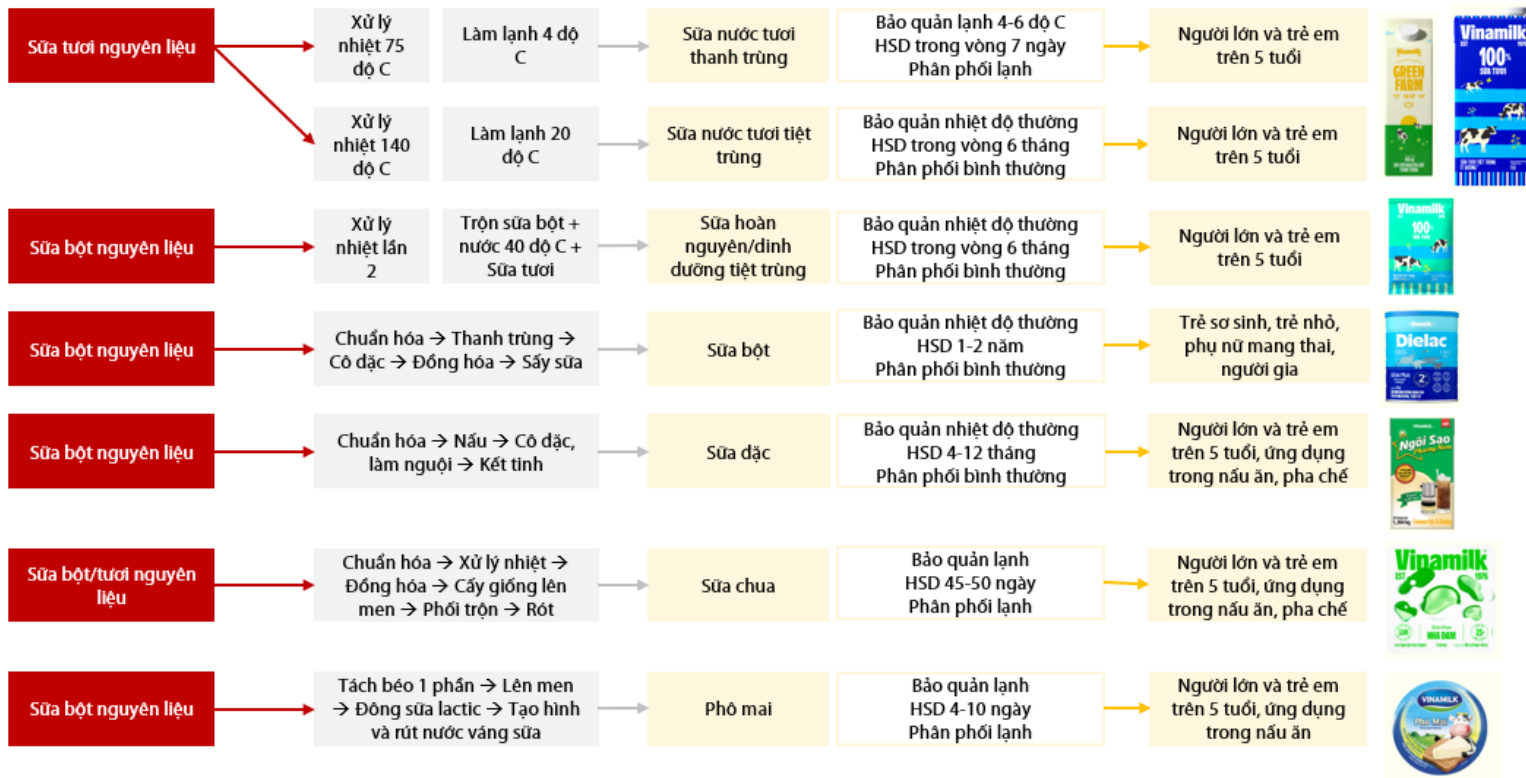 Sữa tươi nguyên liệu
Xử lý
nhiệt 75
độ C
Làm lạnh 4 độ
C
Sữa nước tươi
thanh trùng
Bảo quản lạnh 4-6 độ C
HSD trong vòng 7 ngày
Phân phối lạnh
Người lớn và trẻ em
trên 5 tuổi
Xử lý
nhiệt 140
độ C
Làm lạnh 20
độ C
Sữa nước tươi tiệt
trùng
Bảo quản nhiệt độ thường
HSD trong vòng 6 tháng
Phân phối bình thường
Người lớn và trẻ em
trên 5 tuổi
Vinamilk
GREEN
FARM
Vinamilk
EST
100%
SỮA TƯƠI
Sữa bột nguyên liệu
Xử lý
nhiệt lần
2
Trộn sữa bột +
nước 40 độ C +
Sữa tươi
Sữa hoàn
nguyên/dinh
dưỡng tiệt trùng
Bảo quản nhiệt độ thường
HSD trong vòng 6 tháng
Phân phối bình thường
Người lớn và trẻ em
trên 5 tuổi
Vinamilk
100%
Sữa bột nguyên liệu
Chuẩn hóa → Thanh trùng →
Cô đặc → Đồng hóa → Sấy sữa
Sữa bột
Bảo quản nhiệt độ thường
HSD 1-2 năm
Phân phối bình thường
Trẻ sơ sinh, trẻ nhỏ,
phụ nữ mang thai,
người gia
Dielac
2
Sữa bột nguyên liệu
Chuẩn hóa → Nấu → Cô đặc,
làm nguội → Kết tinh
Sữa đặc
Bảo quản nhiệt độ thường
HSD 4-12 tháng
Phân phối bình thường
Người lớn và trẻ em
trên 5 tuổi, ứng dụng
trong nấu ăn, pha chế
VINAMILK
Ngôi Sao
Phương Nam
Sữa bột/tươi nguyên
liệu
Chuẩn hóa → Xử lý nhiệt →
Đồng hóa → Cấy giống lên
men → Phối trộn → Rót
Sữa chua
Bảo quản lạnh
HSD 45-50 ngày
Phân phối lạnh
Người lớn và trẻ em
trên 5 tuổi, ứng dụng
trong nấu ăn, pha chế
Vinamilk
EST 1976
NHA ĐAM
Sữa bột nguyên liệu
Tách béo 1 phần → Lên men
→ Đông sữa lactic → Tạo hình
và rút nước váng sữa
Phô mai
Bảo quản lạnh
HSD 4-10 ngày
Phân phối lạnh
Người lớn và trẻ em
trên 5 tuổi, ứng dụng
trong nấu ăn
VINAMILK
Phô Mai